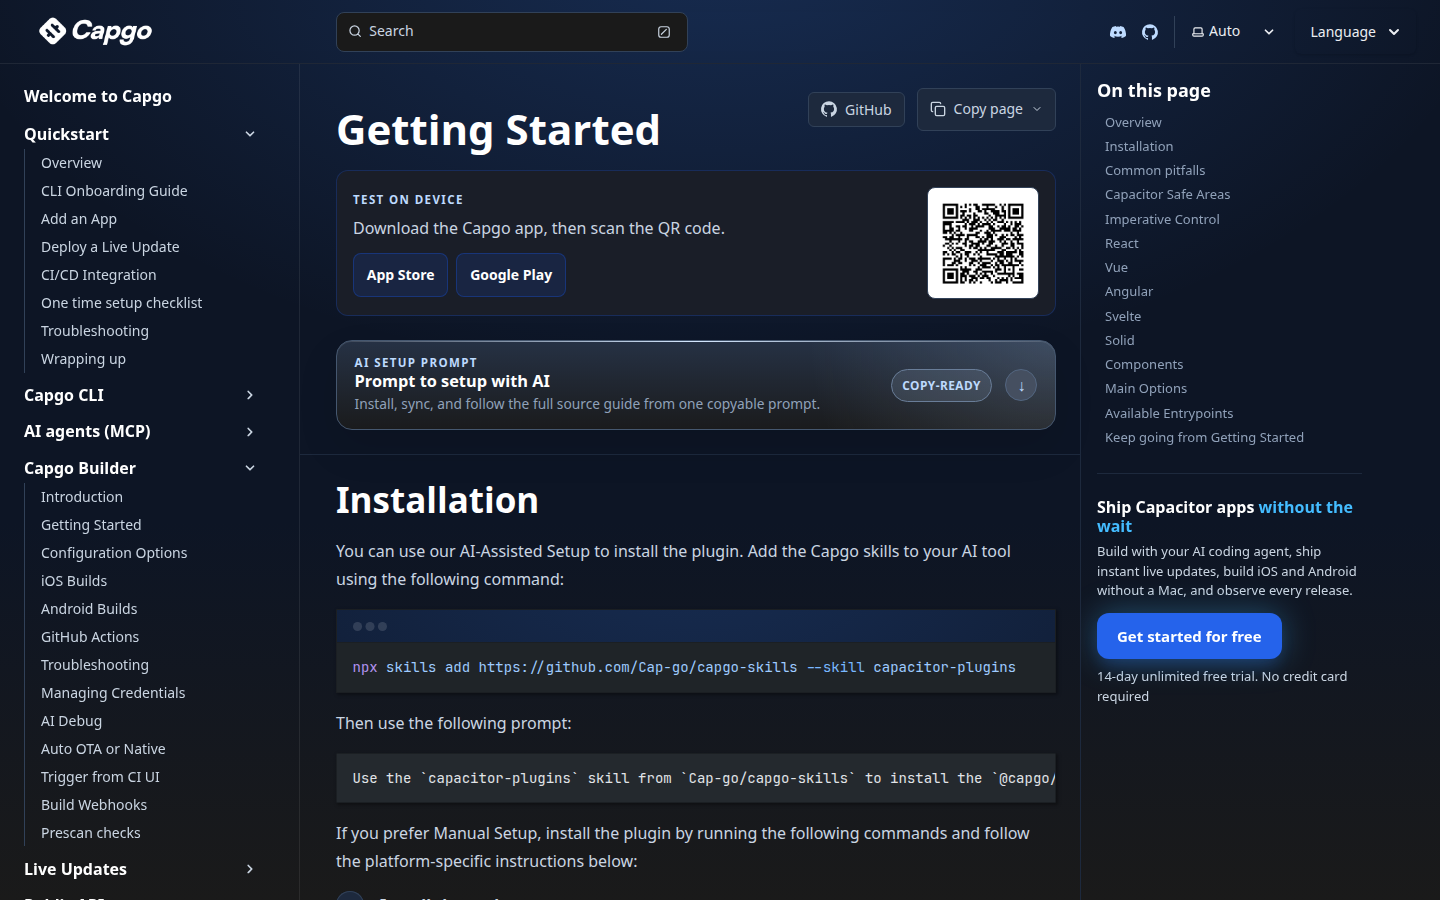 Capgo
Search
Auto
Language
Welcome to Capgo
Quickstart
Overview
CLI Onboarding Guide
Add an App
Deploy a Live Update
CI/CD Integration
One time setup checklist
Troubleshooting
Wrapping up
Capgo CLI
AI agents (MCP)
Capgo Builder
Introduction
Getting Started
Configuration Options
iOS Builds
Android Builds
GitHub Actions
Troubleshooting
Managing Credentials
AI Debug
Auto OTA or Native
Trigger from CI UI
Build Webhooks
Prescan checks
Live Updates
Getting Started
GitHub
Copy page
TEST ON DEVICE
Download the Capgo app, then scan the QR code.
App Store
Google Play
AI SETUP PROMPT
Prompt to setup with AI
Install, sync, and follow the full source guide from one copyable prompt.
COPY-READY
↓
Installation
You can use our AI-Assisted Setup to install the plugin. Add the Capgo skills to your AI tool
using the following command:
npx skills add https://github.com/Cap-go/capgo-skills --skill capacitor-plugins
Then use the following prompt:
Use the `capacitor-plugins` skill from `Cap-go/capgo-skills` to install the `@capgo/
If you prefer Manual Setup, install the plugin by running the following commands and follow
the platform-specific instructions below:
On this page
Overview
Installation
Common pitfalls
Capacitor Safe Areas
Imperative Control
React
Vue
Angular
Svelte
Solid
Components
Main Options
Available Entrypoints
Keep going from Getting Started
Ship Capacitor apps without the
wait
Build with your AI coding agent, ship
instant live updates, build iOS and Android
without a Mac, and observe every release.
Get started for free
14-day unlimited free trial. No credit card
required